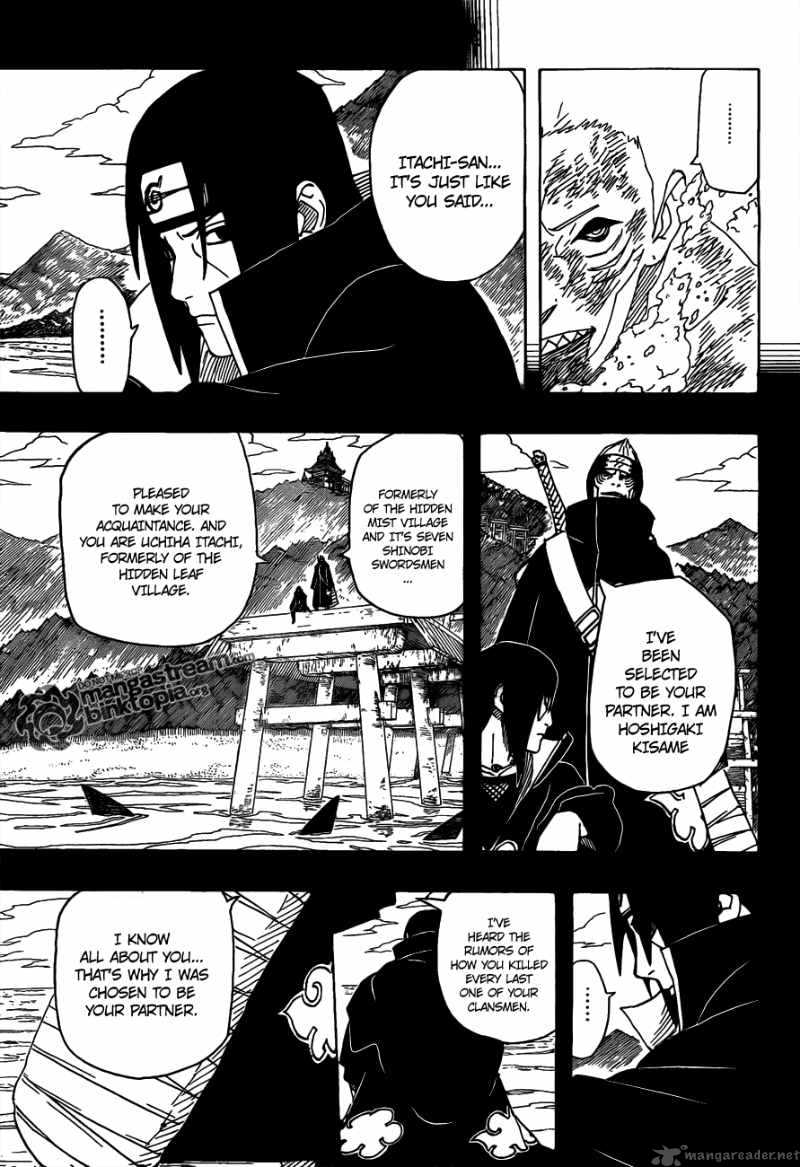 ........
ITACHI-SAN...
IT'S JUST LIKE
YOU SAID...
........
I'VE
BEEN
SELECTED
TO BE YOUR
PARTNER. I AM
HOSHIGAKI
KISAME
FORMERLY
OF THE HIDDEN
MIST VILLAGE
AND IT'S SEVEN
SHINOBI
SWORDSMEN
...
PLEASED
TO MAKE YOUR
ACQUAINTANCE. AND
YOU ARE UCHIHA ITACHI,
FORMERLY OF THE
HIDDEN LEAF
VILLAGE.
mangastream.com
binktopia.org
........
I'VE
HEARD THE
RUMORS OF
HOW YOU KILLED
EVERY LAST
ONE OF YOUR
CLANSMEN.
I KNOW
ALL ABOUT YOU...
THAT'S WHY I WAS
CHOSEN TO BE
YOUR PARTNER.
mangareader.net